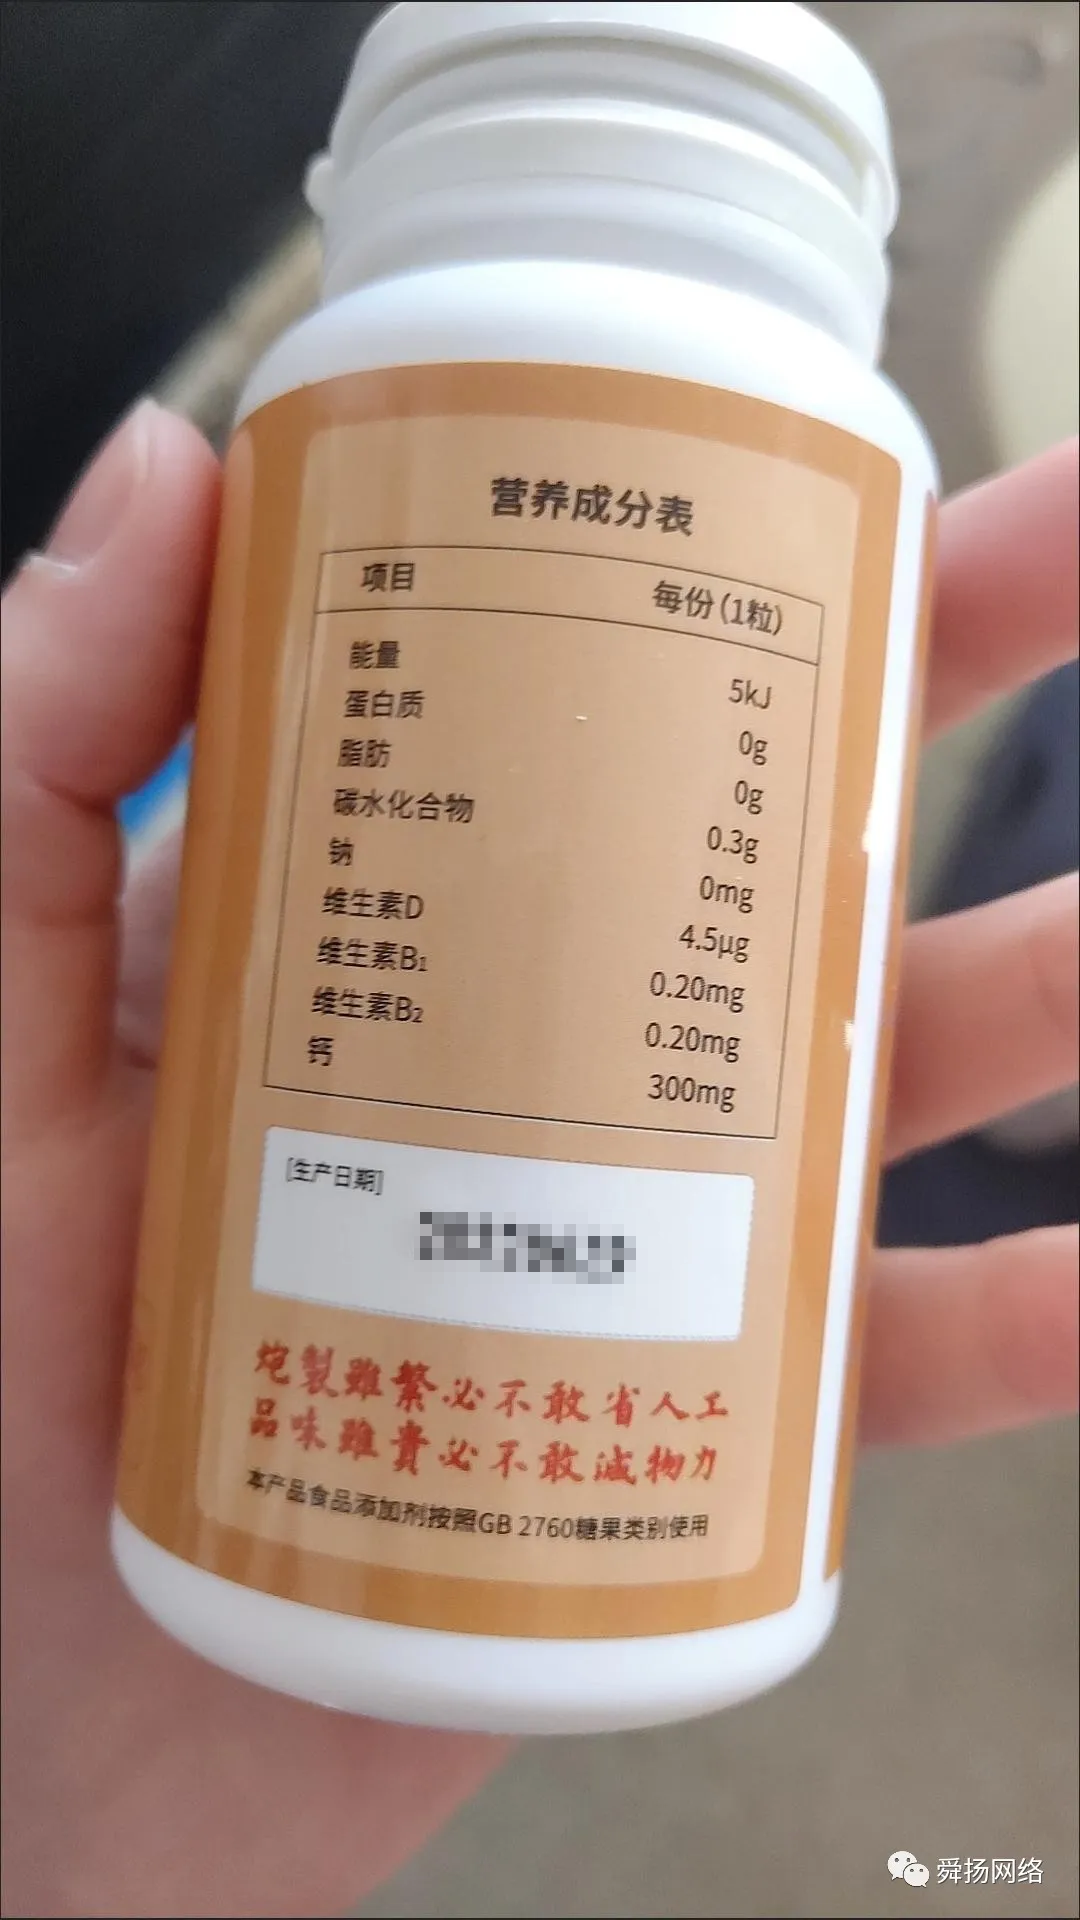 营养成分表
项目 每份(1粒)
能量 5kJ
蛋白质 0g
脂肪 0g
碳水化合物 0.3g
钠 0mg
维生素D 4.5μg
维生素B₁ 0.20mg
维生素B₂ 0.20mg
钙 300mg
[生产日期]
炮製雖繁必不敢省人工
品味雖貴必不敢減物力
本产品食品添加剂按照GB 2760糖果类别使用
舜扬网络